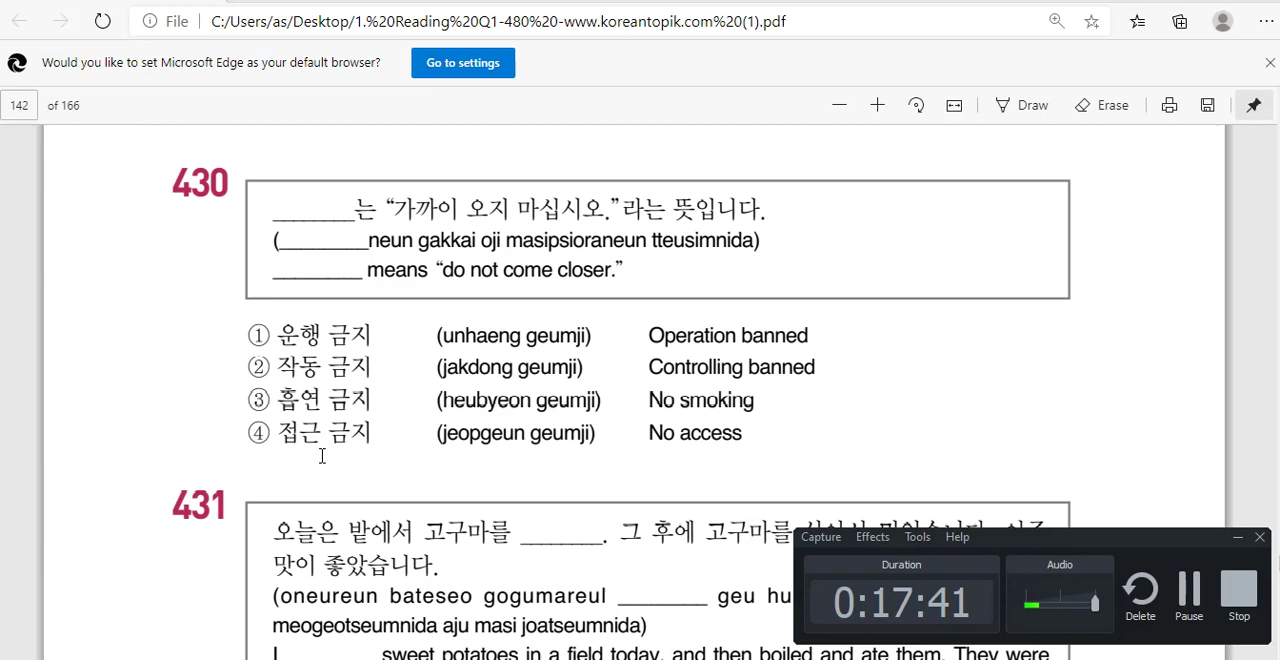 File C:/Users/as/Desktop/1.%20Reading%20Q1-480%20-www.koreantopik.com%20(1).pdf
Would you like to set Microsoft Edge as your default browser? Go to settings
142 of 166 Draw Erase
430
________는 “가까이 오지 마십시오.”라는 뜻입니다.
(________neun gakkai oji masipsioraneun tteusimnida)
________ means “do not come closer.”
① 운행 금지 (unhaeng geumji) Operation banned
② 작동 금지 (jakdong geumji) Controlling banned
③ 흡연 금지 (heubyeon geumji) No smoking
④ 접근 금지 (jeopgeun geumji) No access
431
오늘은 밭에서 고구마를 ________. 그 후에 고구마를
맛이 좋았습니다.
(oneureun bateseo gogumareul ________ geu hu
meogeotseumnida aju masi joatseumnida)
I ________ sweet potatoes in a field today, and then boiled and ate them. They were
Capture Effects Tools Help
Duration Audio
0:17:41
Delete Pause Stop